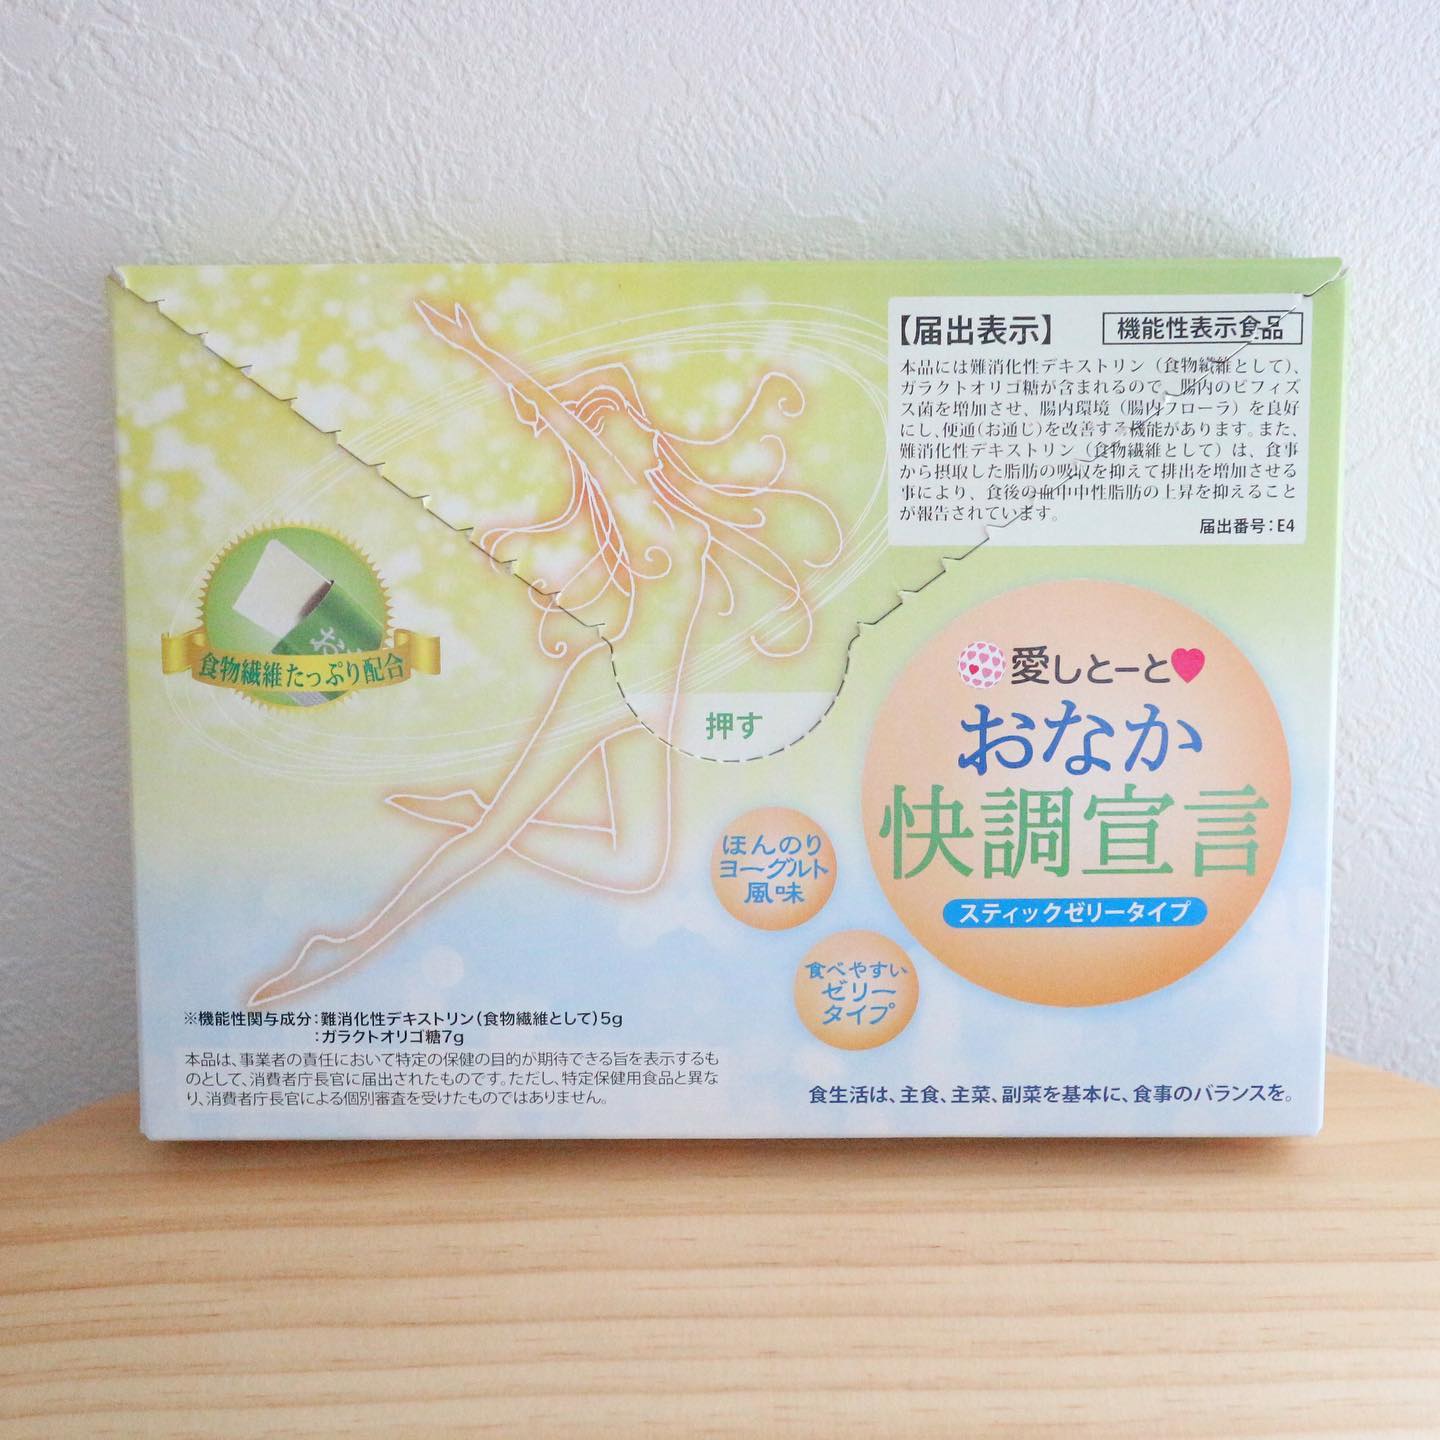 【届出表示】 機能性表示食品
本品には難消化性デキストリン（食物繊維として）、
ガラクトオリゴ糖が含まれるので、腸内のビフィズ
ス菌を増加させ、腸内環境（腸内フローラ）を良好
にし、便通（お通じ）を改善する機能があります。また、
難消化性デキストリン（食物繊維として）は、食事
から摂取した脂肪の吸収を抑えて排出を増加させる
事により、食後の血中中性脂肪の上昇を抑えること
が報告されています。
届出番号：E4
食物繊維たっぷり配合
押す
愛しとーと
おなか
快調宣言
スティックゼリータイプ
ほんのり
ヨーグルト
風味
食べやすい
ゼリー
タイプ
※機能性関与成分：難消化性デキストリン（食物繊維として）5g
：ガラクトオリゴ糖7g
本品は、事業者の責任において特定の保健の目的が期待できる旨を表示するも
のとして、消費者庁長官に届出されたものです。ただし、特定保健用食品と異な
り、消費者庁長官による個別審査を受けたものではありません。
食生活は、主食、主菜、副菜を基本に、食事のバランスを。